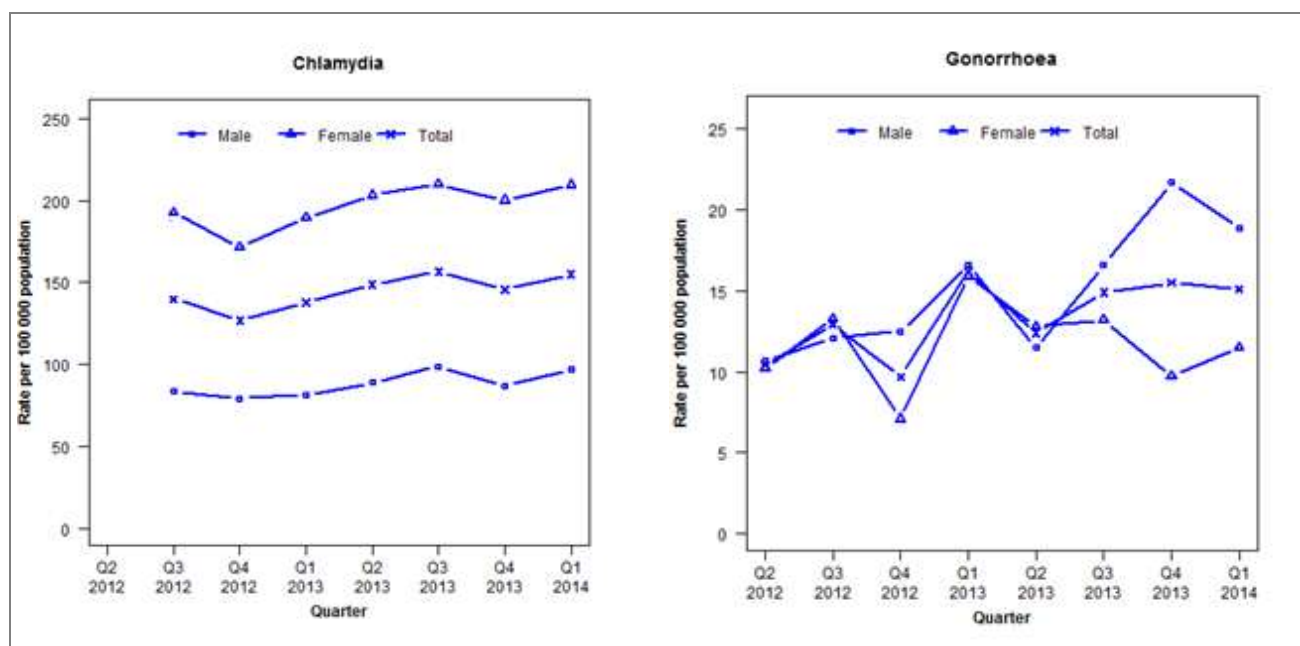 Chlamydia
Rate per 100 000 population
250
200
150
100
50
0
Male Female Total
Q2 Q3 Q4 Q1 Q2 Q3 Q4 Q1
2012 2012 2012 2013 2013 2013 2013 2014
Quarter
Gonorrhoea
Rate per 100 000 population
25
20
15
10
5
0
Male Female Total
Q2 Q3 Q4 Q1 Q2 Q3 Q4 Q1
2012 2012 2012 2013 2013 2013 2013 2014
Quarter